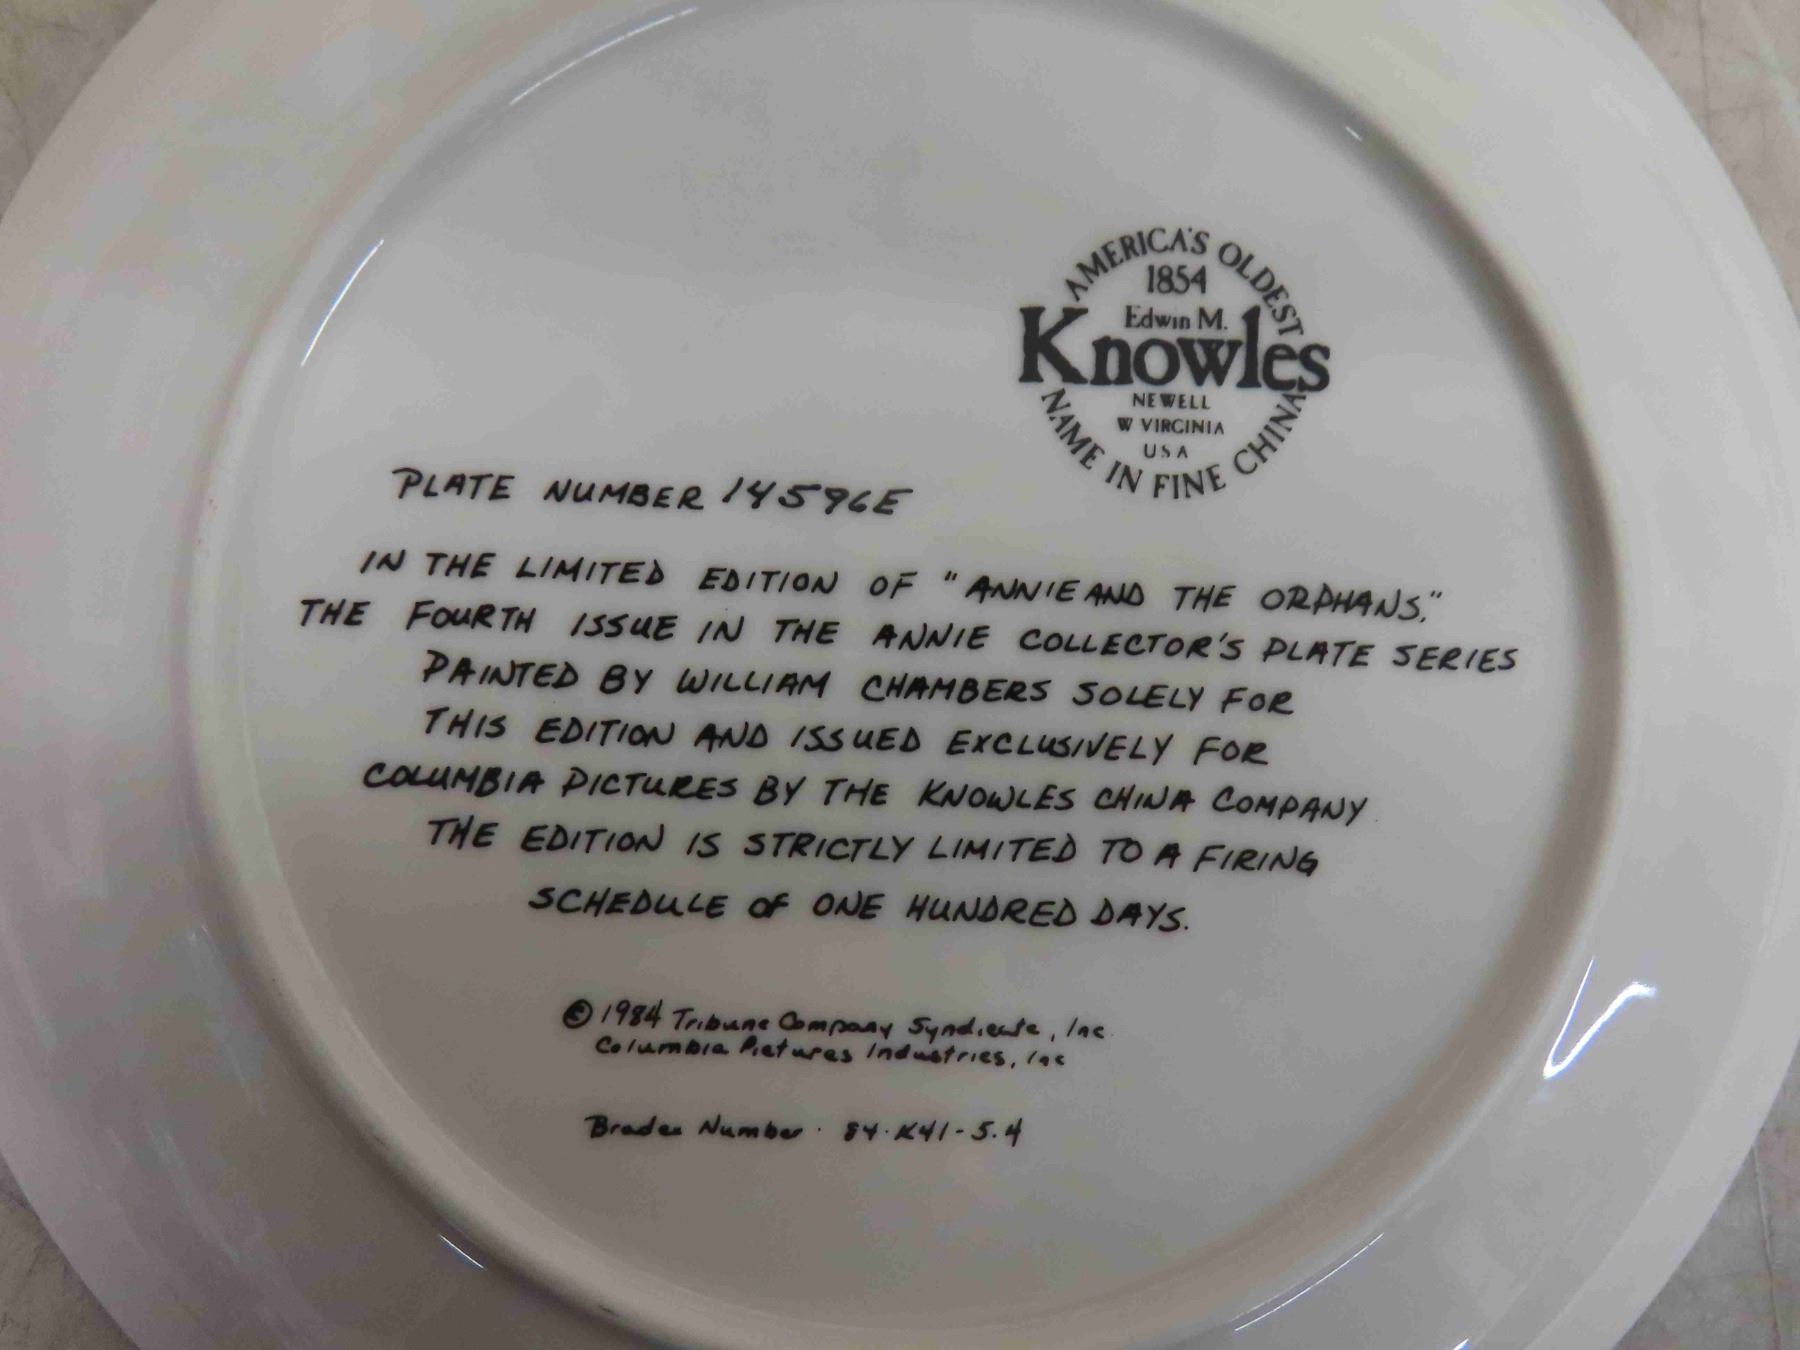 AMERICA'S OLDEST
1854
Edwin M.
Knowles
NEWELL
W VIRGINIA
USA
NAME IN FINE CHINA
PLATE NUMBER 14596E
IN THE LIMITED EDITION OF "ANNIE AND THE ORPHANS."
THE FOURTH ISSUE IN THE ANNIE COLLECTOR'S PLATE SERIES
PAINTED BY WILLIAM CHAMBERS SOLELY FOR
THIS EDITION AND ISSUED EXCLUSIVELY FOR
COLUMBIA PICTURES BY THE KNOWLES CHINA COMPANY.
THE EDITION IS STRICTLY LIMITED TO A FIRING
SCHEDULE OF ONE HUNDRED DAYS.
© 1984 Tribune Company Syndicate, Inc.
Columbia Pictures Industries, Inc
Bradex Number · 84-K41-5.4